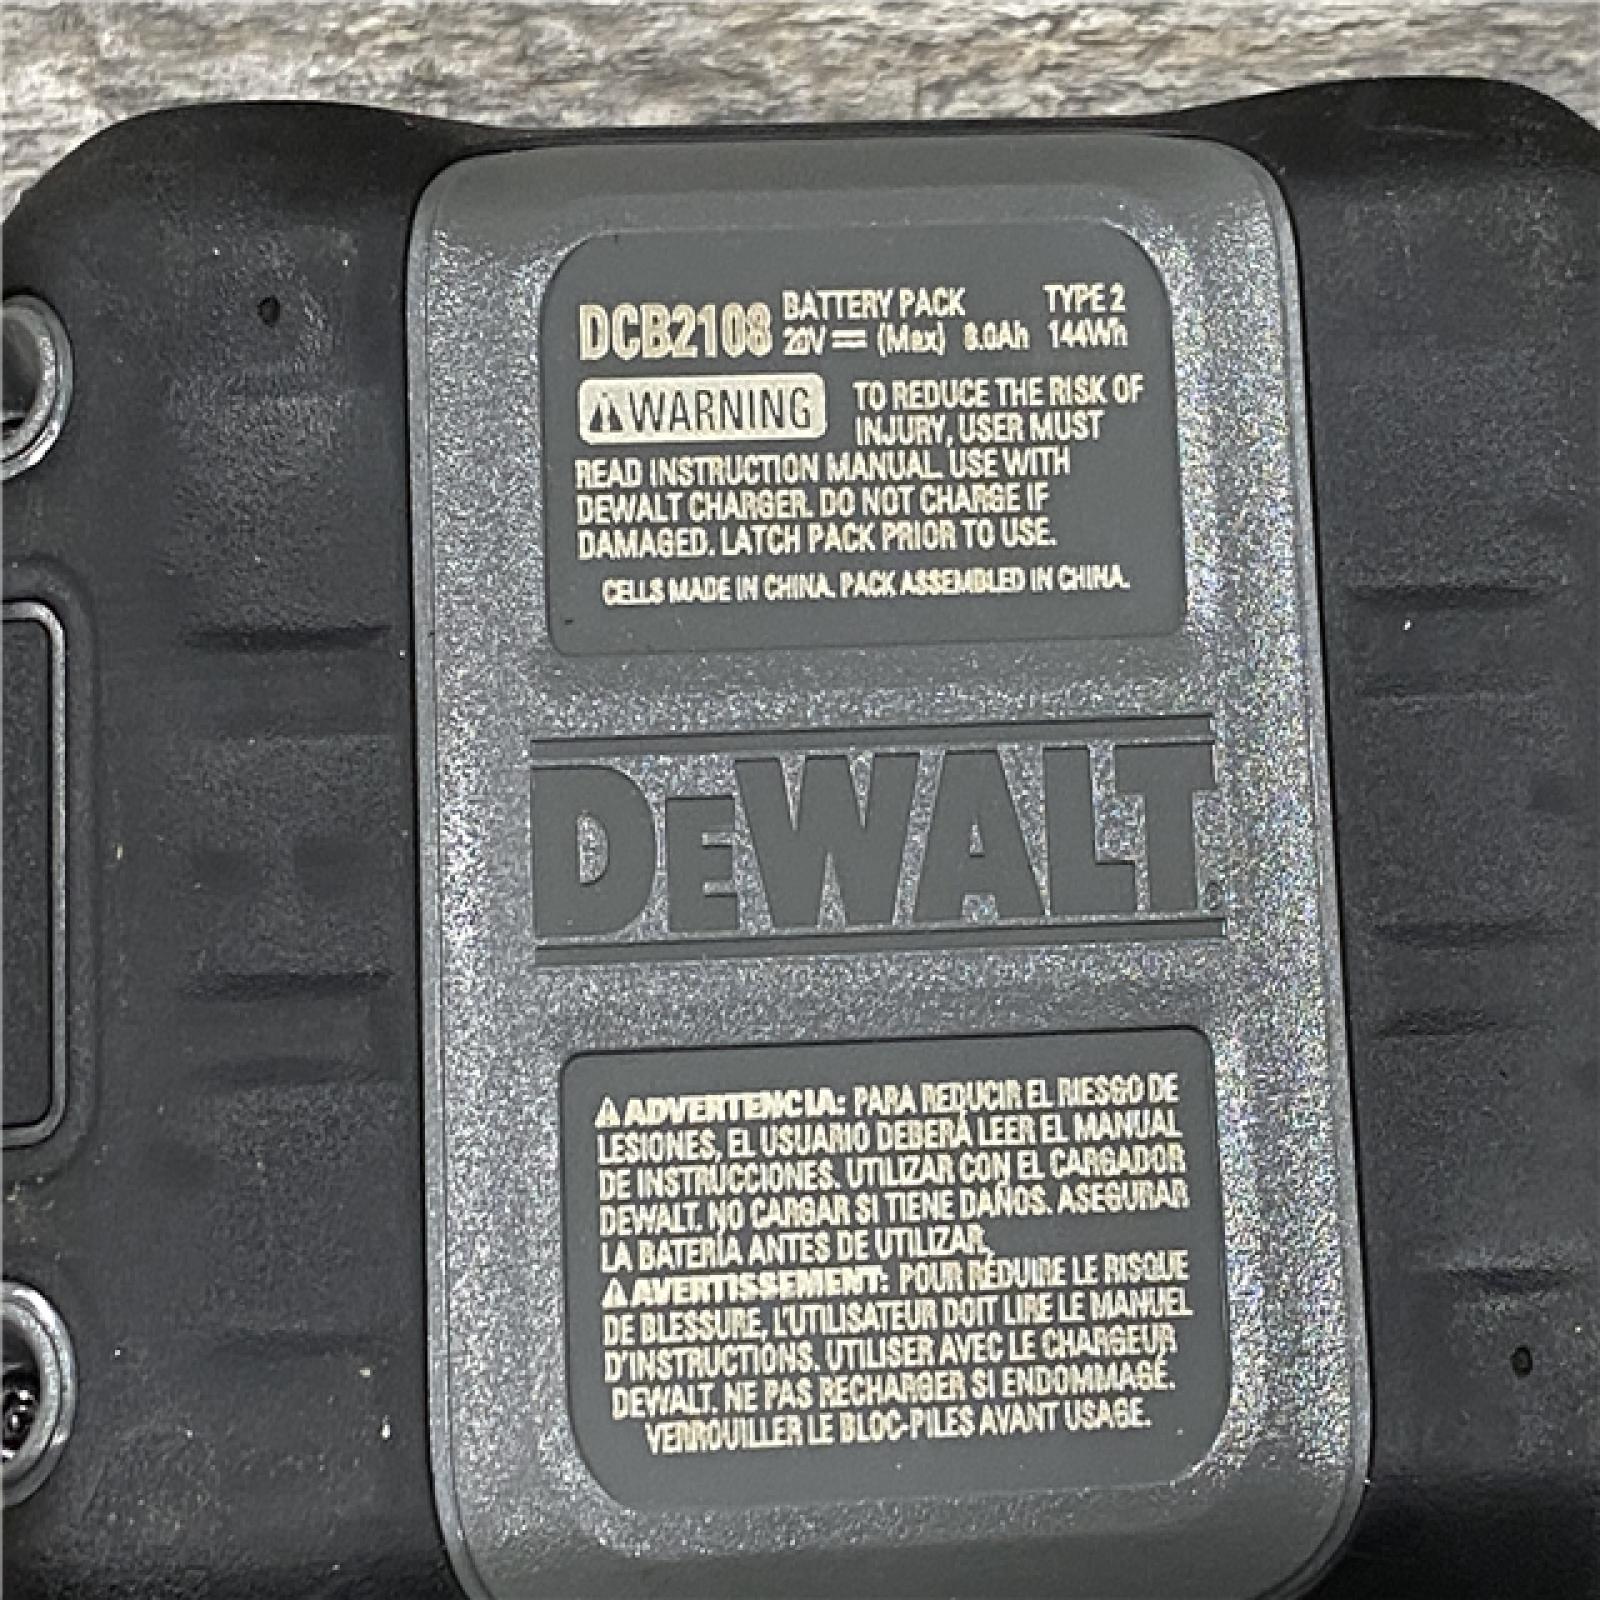 DCB2108 BATTERY PACK TYPE 2
20V ⎓ (Max) 8.0Ah 144Wh
⚠WARNING TO REDUCE THE RISK OF
INJURY, USER MUST
READ INSTRUCTION MANUAL. USE WITH
DEWALT CHARGER. DO NOT CHARGE IF
DAMAGED. LATCH PACK PRIOR TO USE.
CELLS MADE IN CHINA. PACK ASSEMBLED IN CHINA.
DEWALT®
⚠ADVERTENCIA: PARA REDUCIR EL RIESGO DE
LESIONES, EL USUARIO DEBERÁ LEER EL MANUAL
DE INSTRUCCIONES. UTILIZAR CON EL CARGADOR
DEWALT. NO CARGAR SI TIENE DAÑOS. ASEGURAR
LA BATERÍA ANTES DE UTILIZAR.
⚠AVERTISSEMENT: POUR RÉDUIRE LE RISQUE
DE BLESSURE, L'UTILISATEUR DOIT LIRE LE MANUEL
D'INSTRUCTIONS. UTILISER AVEC LE CHARGEUR
DEWALT. NE PAS RECHARGER SI ENDOMMAGÉ.
VERROUILLER LE BLOC-PILES AVANT USAGE.